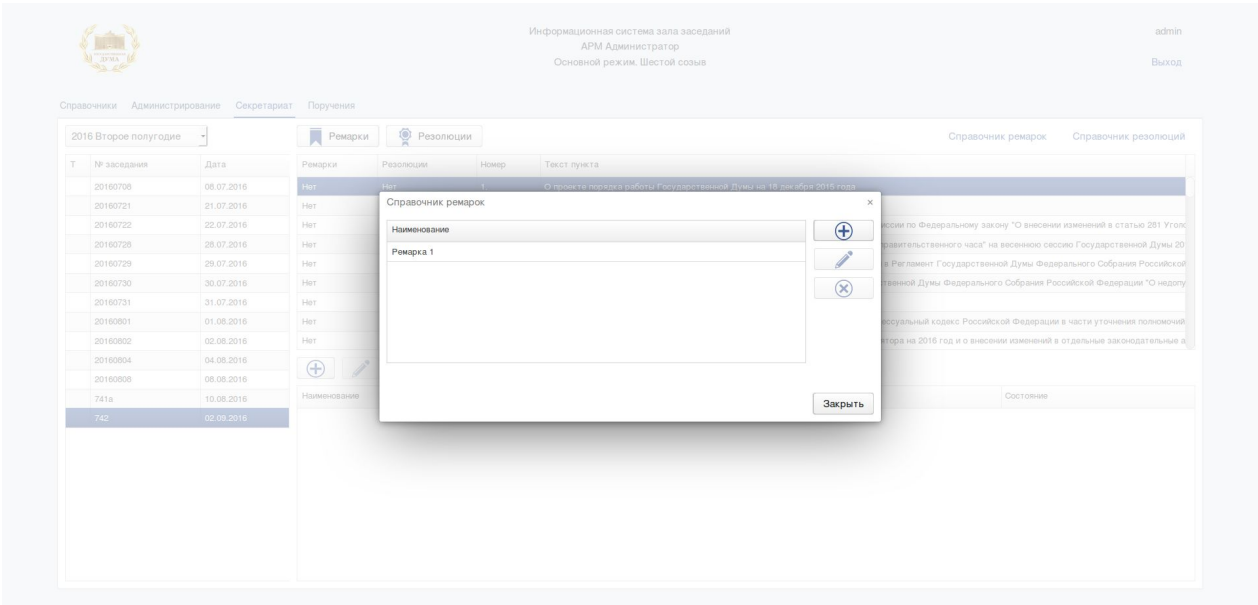 ДУМА
Информационная система зала заседаний
АРМ Администратор
Основной режим. Шестой созыв
admin
Выход
Справочники Администрирование Секретариат Поручения
2016 Второе полугодие
Ремарки Резолюции
Справочник ремарок Справочник резолюций
Т № заседания Дата
20160708 08.07.2016
20160721 21.07.2016
20160722 22.07.2016
20160728 28.07.2016
20160729 29.07.2016
20160730 30.07.2016
20160731 31.07.2016
20160801 01.08.2016
20160802 02.08.2016
20160804 04.08.2016
20160808 08.08.2016
741a 10.08.2016
742 02.08.2016
Ремарки Резолюции Номер Текст пункта
Нет Нет 1 О проекте порядка работы Государственной Думы на 18 декабря 2015 года
Нет
Нет ссии по Федеральному закону "О внесении изменений в статью 281 Уголо
Нет правительственного часа" на весеннюю сессию Государственной Думы 20
Нет в Регламент Государственной Думы Федерального Собрания Российской
Нет ственной Думы Федерального Собрания Российской Федерации "О недопу
Нет
Нет ессуальный кодекс Российской Федерации в части уточнения полномочий
Нет тора на 2016 год и о внесении изменений в отдельные законодательные а
Наименование Состояние
Справочник ремарок ×
Наименование
Ремарка 1
Закрыть